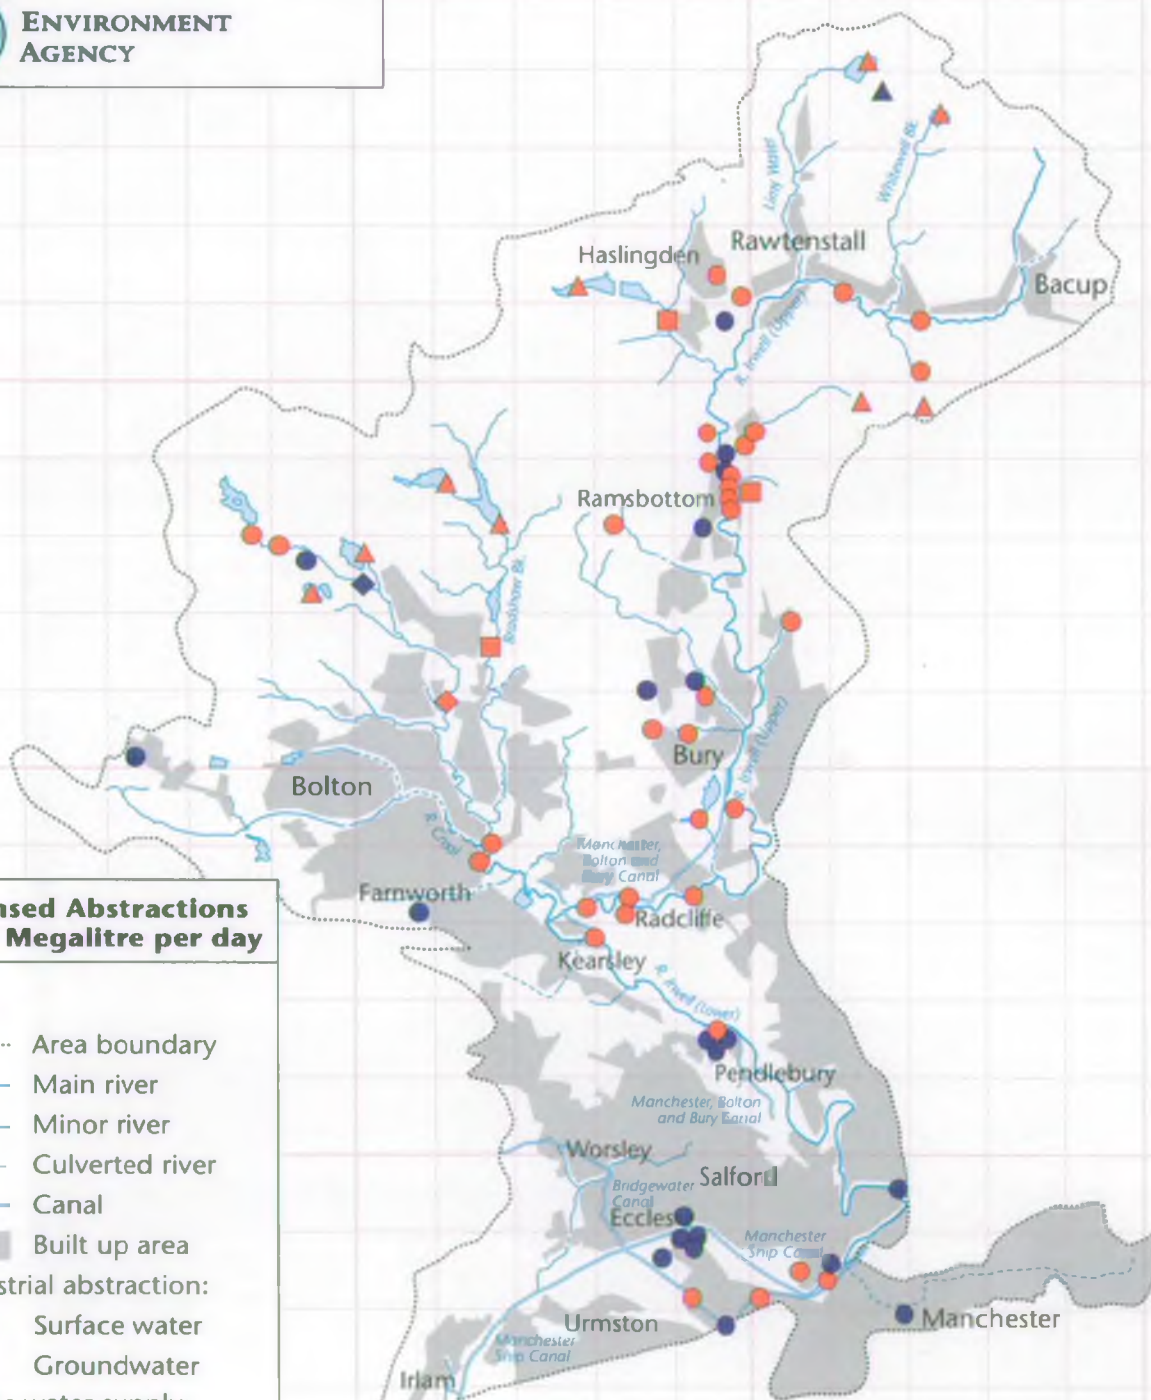 ENVIRONMENT
AGENCY
Limy Water
Whitewell Bk.
Haslingden
Rawtenstall
Bacup
R. Irwell (Upper)
Ramsbottom
Bradshaw Bk.
Bury
R. Irwell (Upper)
Bolton
R. Croal
Manchester,
Bolton and
Bury Canal
Farnworth
Radcliffe
Kearsley
R. Irwell (Lower)
Pendlebury
Manchester, Bolton
and Bury Canal
Worsley
Salford
Bridgewater
Canal
Eccles
Manchester
Ship Canal
Urmston
Manchester
Manchester
Ship Canal
Irlam
nsed Abstractions
Megalitre per day
Area boundary
Main river
Minor river
Culverted river
Canal
Built up area
strial abstraction:
Surface water
Groundwater
water supply